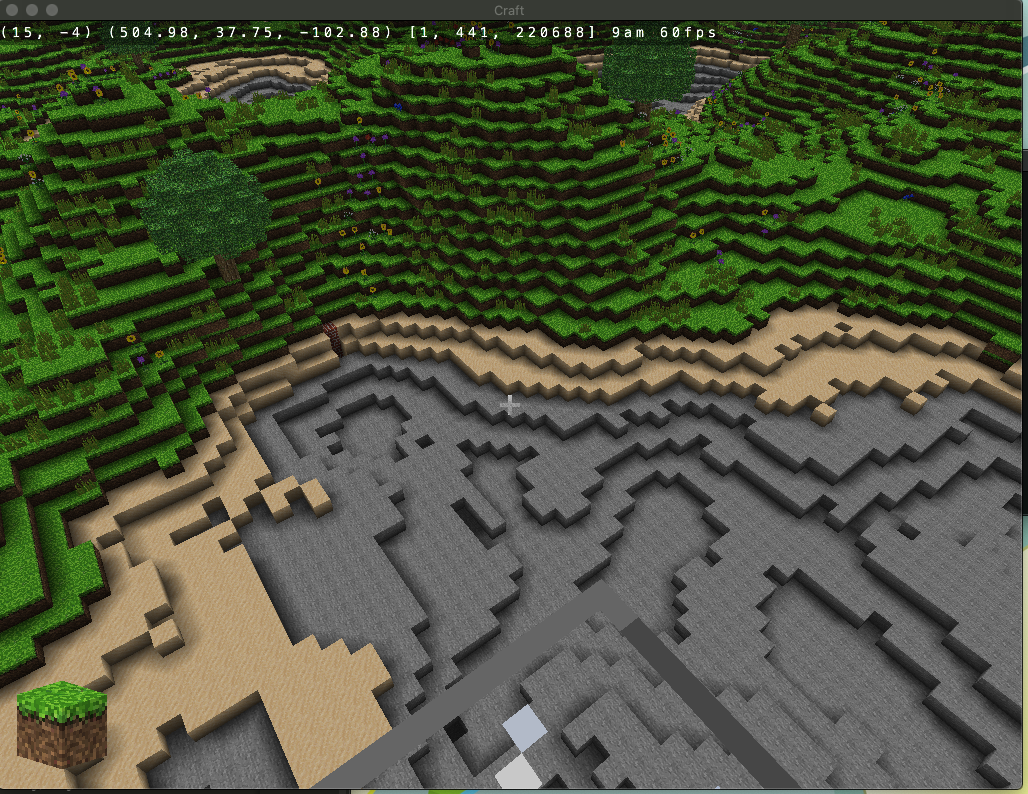 Craft
(15, -4) (504.98, 37.75, -102.88) [1, 441, 220688] 9am 60fps